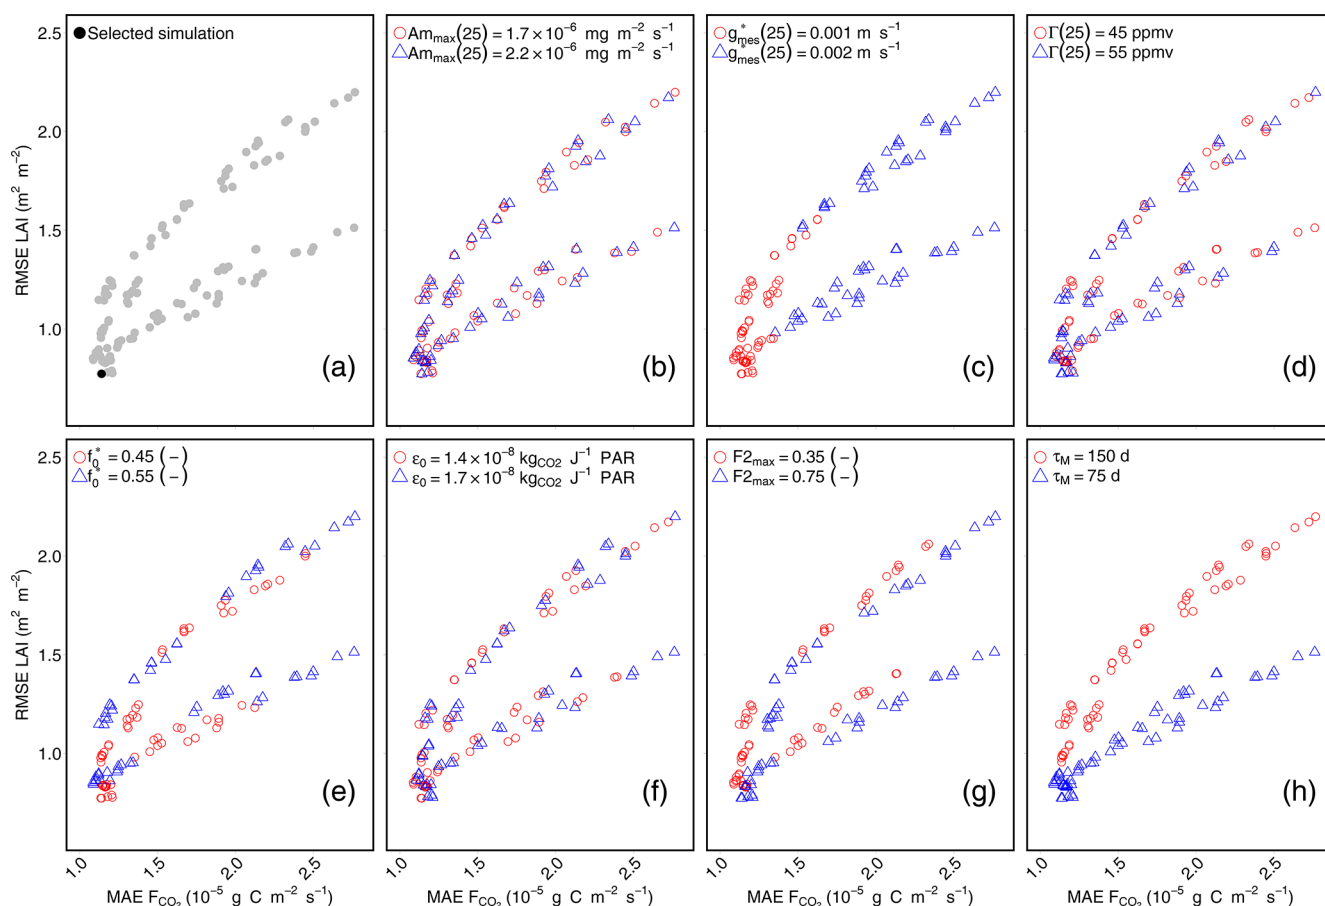 Selected simulation
Am_max(25) = 1.7 × 10^−6 mg m^−2 s^−1
Am_max(25) = 2.2 × 10^−6 mg m^−2 s^−1
g*_mes(25) = 0.001 m s^−1
g*_mes(25) = 0.002 m s^−1
Γ(25) = 45 ppmv
Γ(25) = 55 ppmv
2.5
2.0
1.5
1.0
RMSE LAI (m^2 m^−2)
(a)
(b)
(c)
(d)
f*_0 = 0.45 (−)
f*_0 = 0.55 (−)
ε_0 = 1.4 × 10^−8 kg_CO2 J^−1 PAR
ε_0 = 1.7 × 10^−8 kg_CO2 J^−1 PAR
F2_max = 0.35 (−)
F2_max = 0.75 (−)
τ_M = 150 d
τ_M = 75 d
2.5
2.0
1.5
1.0
RMSE LAI (m^2 m^−2)
(e)
(f)
(g)
(h)
1.0 1.5 2.0 2.5
1.0 1.5 2.0 2.5
1.0 1.5 2.0 2.5
1.0 1.5 2.0 2.5
MAE F_CO2 (10^−5 g C m^−2 s^−1)
MAE F_CO2 (10^−5 g C m^−2 s^−1)
MAE F_CO2 (10^−5 g C m^−2 s^−1)
MAE F_CO2 (10^−5 g C m^−2 s^−1)